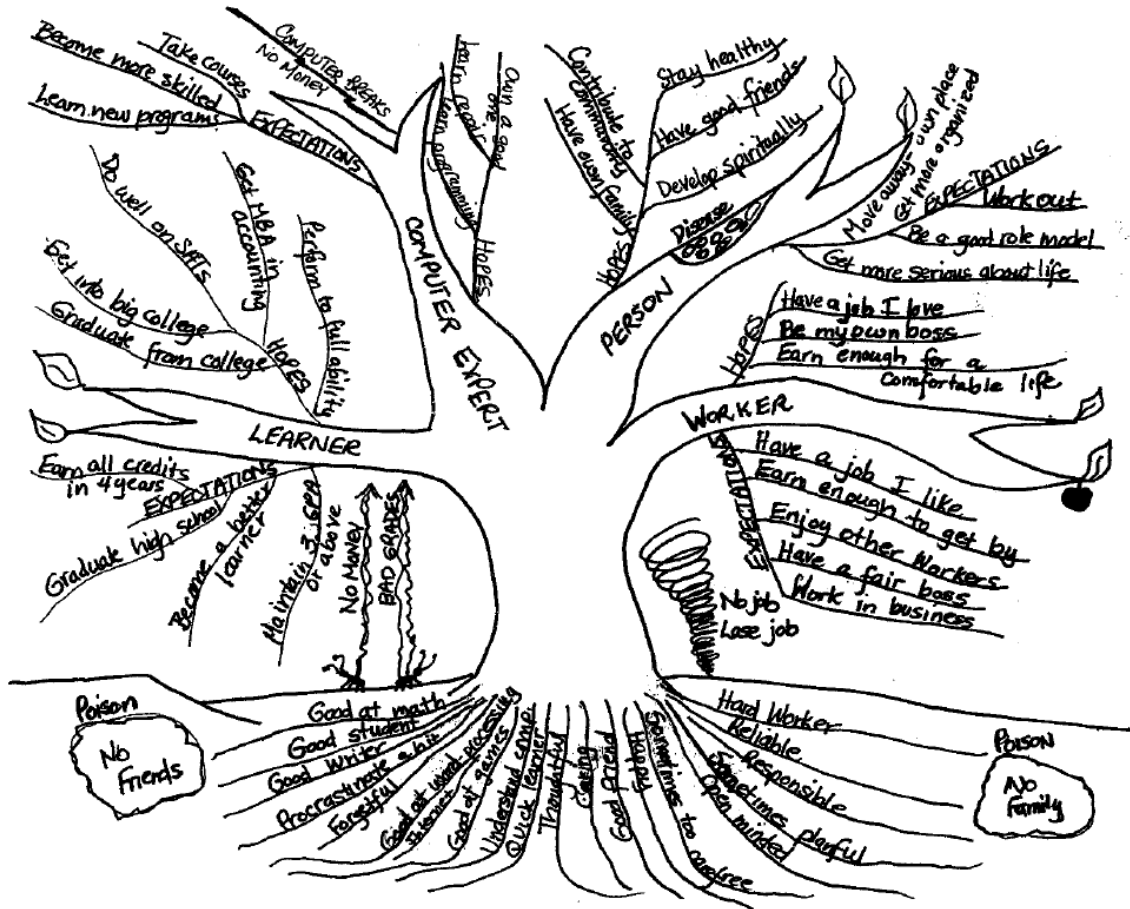 Become more skilled
Take courses
Learn new programs
EXPECTATIONS
COMPUTER BREAKS
NO MONEY
learn repair
learn programming
Own a good
one
HOPES
COMPUTER EXPERT
Contribute to
Community
Have own family
Stay healthy
Have good friends
Develop spiritually
HOPES
Disease
PERSON
Move away- own place
Get more organized
EXPECTATIONS
Work out
Be a good role model
Get more serious about life
Do well on SATs
Get MBA in
accounting
Perform to full ability
Get into big college
Graduate from college
HOPES
LEARNER
Earn all credits
in 4 years
EXPECTATIONS
Graduate high school
Become a better
learner
Maintain 3 GPA
or above
NO MONEY
BAD GRADES
HOPES
Have a job I love
Be my own boss
Earn enough for a
comfortable life
WORKER
EXPECTATIONS
Have a job I like
Earn enough to get by
Enjoy other workers
Have a fair boss
Work in business
No job
Lose job
Poison
No
Friends
Good at math
Good student
Good writer
Procrastinate a bit
Forgetful
Good at word-processing
Internet
Good at games
Understand comp.
Quick learner
Thoughtful
Good friend
Happy
Sometimes too carefree
Open minded
Sometimes playful
Responsible
Reliable
Hard Worker
POISON
No
Family